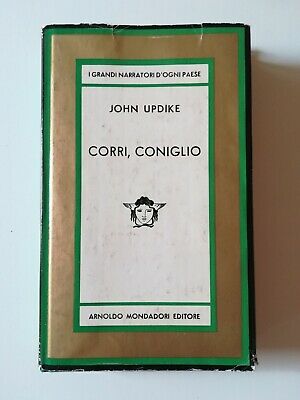 I GRANDI NARRATORI D'OGNI PAESE
JOHN UPDIKE
CORRI, CONIGLIO
ARNOLDO MONDADORI EDITORE